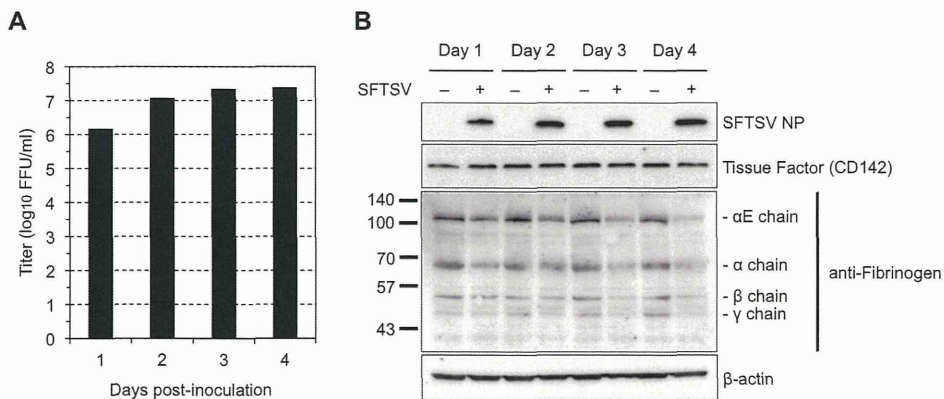 A
Titer (log10 FFU/ml)
8
7
6
5
4
3
2
1
0
1 2 3 4
Days post-inoculation
B
Day 1 Day 2 Day 3 Day 4
SFTSV – + – + – + – +
SFTSV NP
Tissue Factor (CD142)
140
100
70
57
43
- αE chain
- α chain
- β chain
- γ chain
anti-Fibrinogen
β-actin